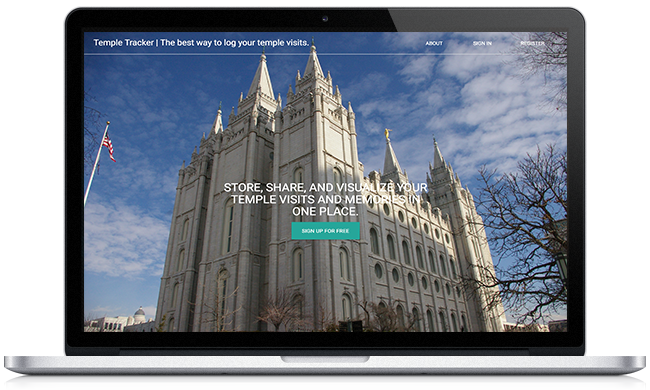 Temple Tracker | The best way to log your temple visits.
ABOUT
SIGN IN
REGISTER
STORE, SHARE, AND VISUALIZE YOUR
TEMPLE VISITS AND MEMORIES IN
ONE PLACE.
SIGN UP FOR FREE